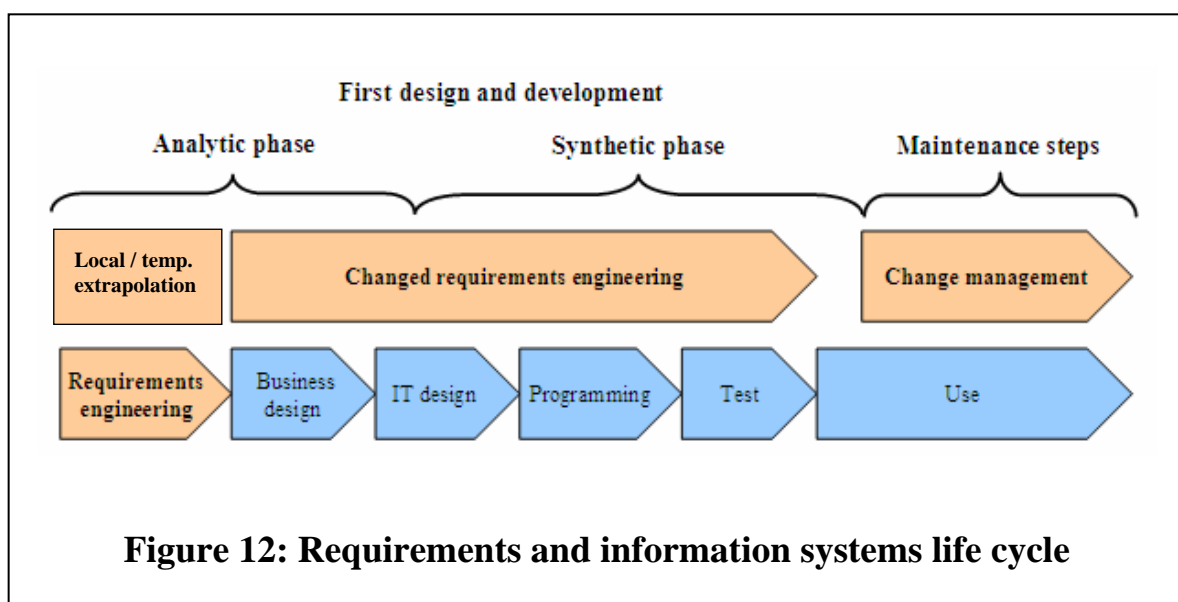 First design and development
Analytic phase
Synthetic phase
Maintenance steps
Local / temp.
extrapolation
Changed requirements engineering
Change management
Requirements
engineering
Business
design
IT design
Programming
Test
Use
Figure 12: Requirements and information systems life cycle